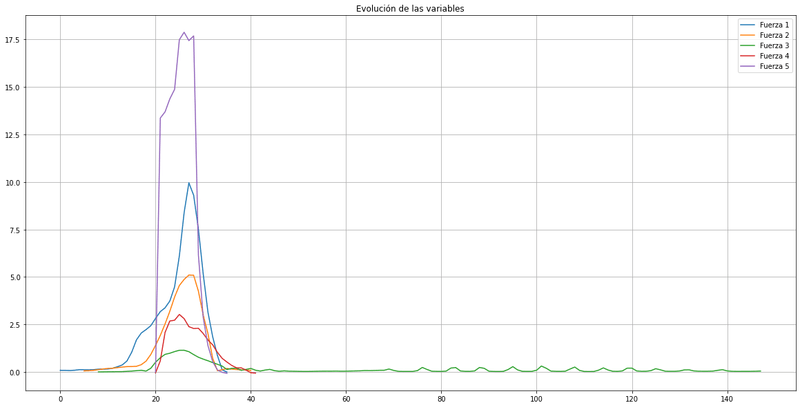 Evolución de las variables
Fuerza 1
Fuerza 2
Fuerza 3
Fuerza 4
Fuerza 5
17.5
15.0
12.5
10.0
7.5
5.0
2.5
0.0
0 20 40 60 80 100 120 140